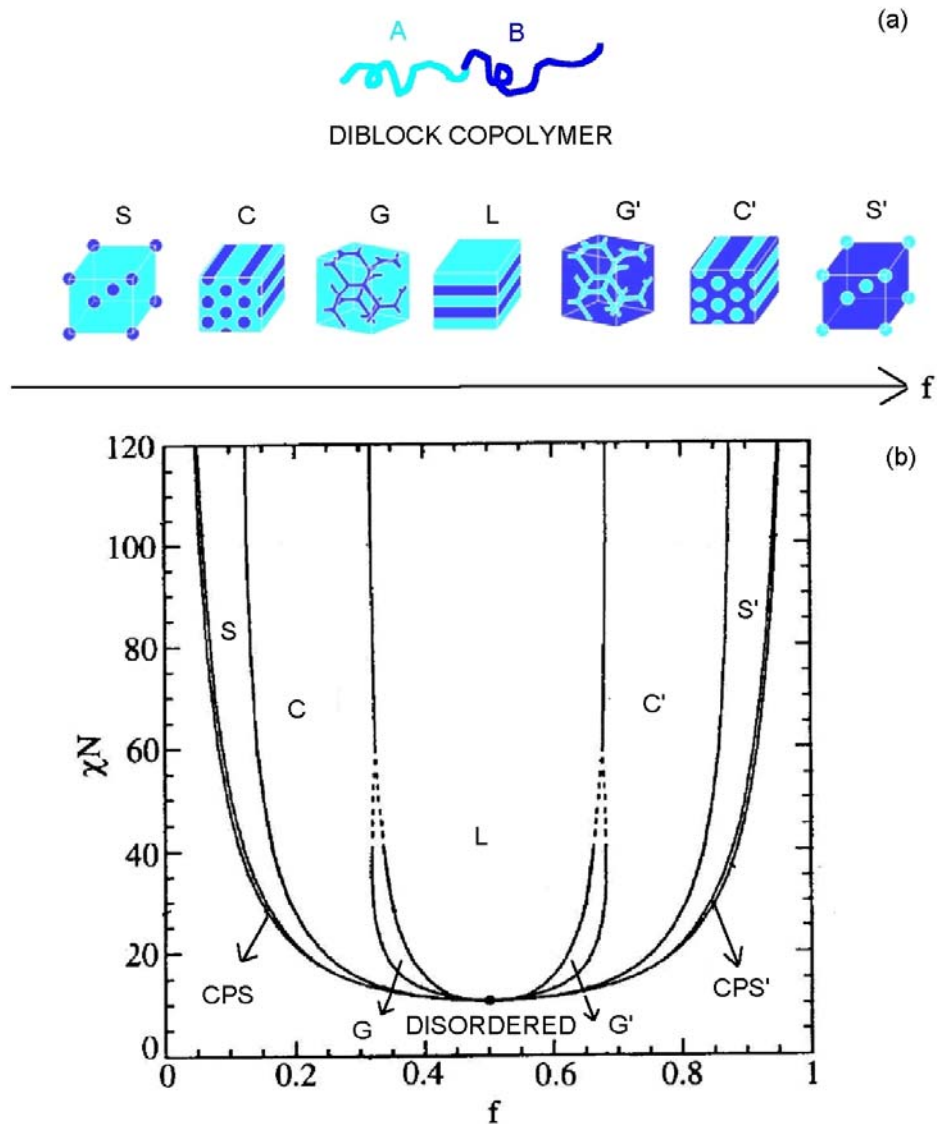 (a)
A B
DIBLOCK COPOLYMER
S C G L G' C' S'
f
(b)
120
100
80
60
40
20
0
χN
S
C
L
C'
S'
CPS
G
DISORDERED
G'
CPS'
0 0.2 0.4 0.6 0.8 1
f